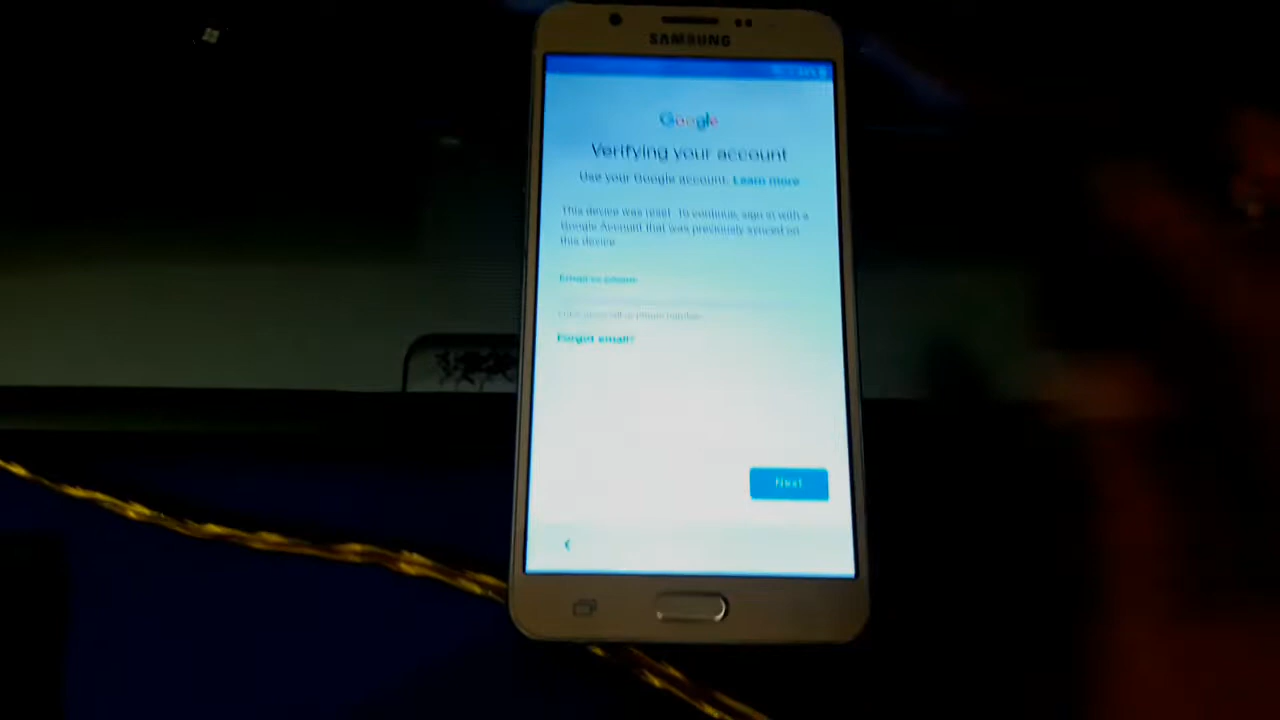 SAMSUNG
Google
Verifying your account
Use your Google account. Learn more
This device was reset. To continue, sign in with a
Google Account that was previously synced on
this device.
Email or phone
Forgot email?
Next